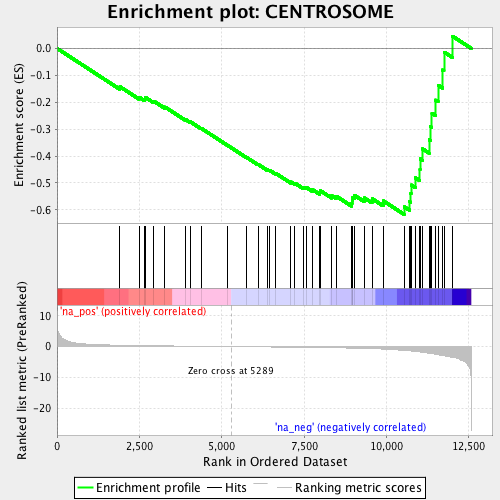 Enrichment plot: CENTROSOME
Enrichment score (ES)
0.0
-0.1
-0.2
-0.3
-0.4
-0.5
-0.6
'na_pos' (positively correlated)
Ranked list metric (PreRanked)
10
5
0
-5
-10
-20
Zero cross at 5289
'na_neg' (negatively correlated)
0
2,500
5,000
7,500
10,000
12,500
Rank in Ordered Dataset
Enrichment profile
Hits
Ranking metric scores